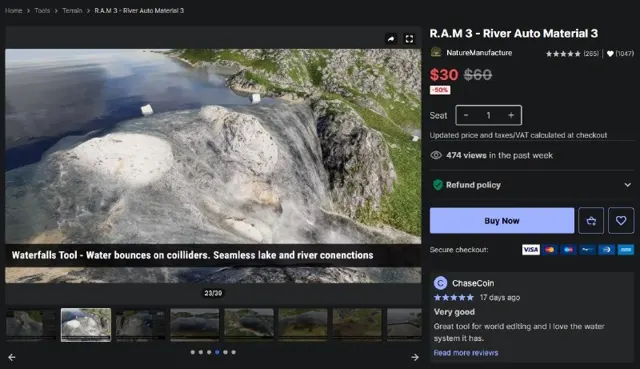 Home > Tools > Terrain > R.A.M 3 - River Auto Material 3
R.A.M 3 - River Auto Material 3
NatureManufacture
(265) | (1047)
$30 $60
-50%
Seat - 1 +
Updated price and taxes/VAT calculated at checkout
474 views in the past week
Refund policy
Buy Now
Secure checkout:
VISA
Waterfalls Tool - Water bounces on coilliders. Seamless lake and river conenctions
23/39
C ChaseCoin
17 days ago
Very good
Great tool for world editing and I love the water
system it has.
Read more reviews